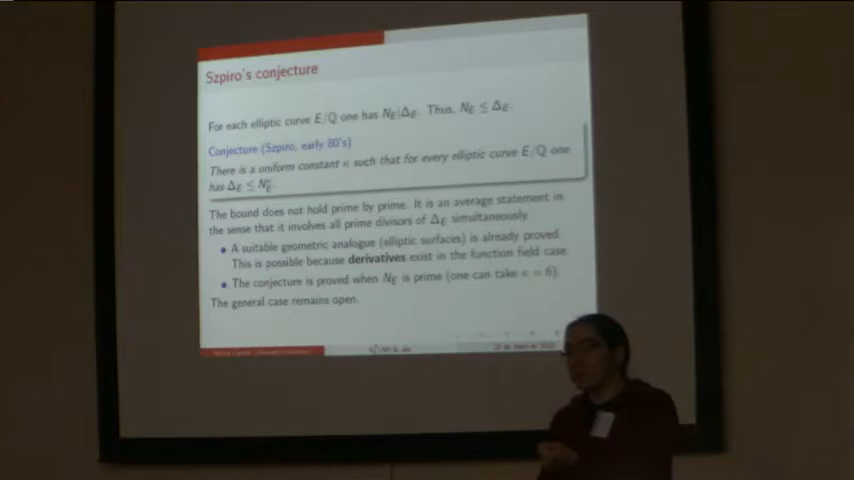 Szpiro's conjecture
For each elliptic curve E/ℚ one has N_E|Δ_E. Thus, N_E ≤ Δ_E.
Conjecture (Szpiro, early 80's)
There is a uniform constant κ such that for every elliptic curve E/ℚ one
has Δ_E ≤ N_E^κ.
The bound does not hold prime by prime. It is an average statement in
the sense that it involves all prime divisors of Δ_E simultaneously.
A suitable geometric analogue (elliptic surfaces) is already proved.
This is possible because derivatives exist in the function field case.
The conjecture is proved when N_E is prime (one can take κ = 6).
The general case remains open.